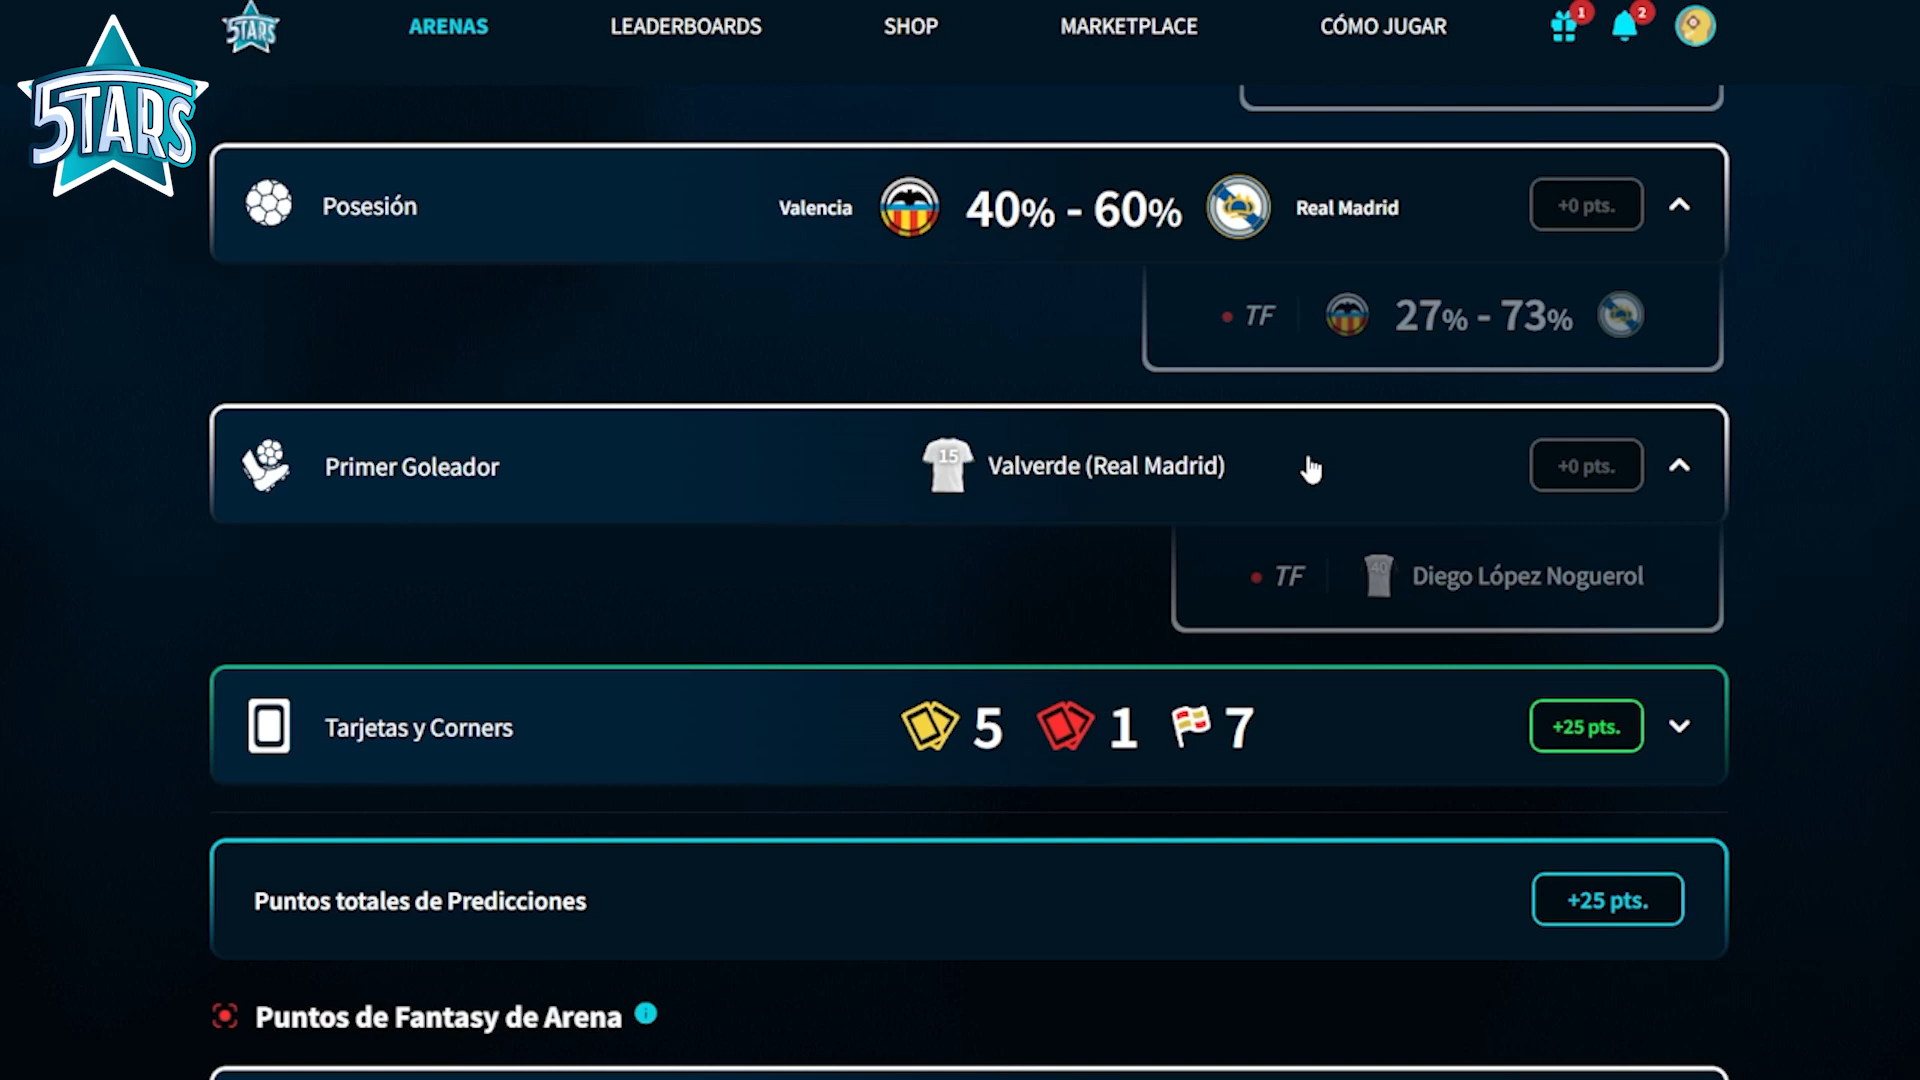 5TARS
ARENAS
LEADERBOARDS
SHOP
MARKETPLACE
CÓMO JUGAR
1
2
5TARS
Posesión
Valencia
40% - 60%
Real Madrid
+0 pts.
TF
27% - 73%
Primer Goleador
15
Valverde (Real Madrid)
+0 pts.
TF
40
Diego López Noguerol
Tarjetas y Corners
5
1
7
+25 pts.
Puntos totales de Predicciones
+25 pts.
Puntos de Fantasy de Arena
i